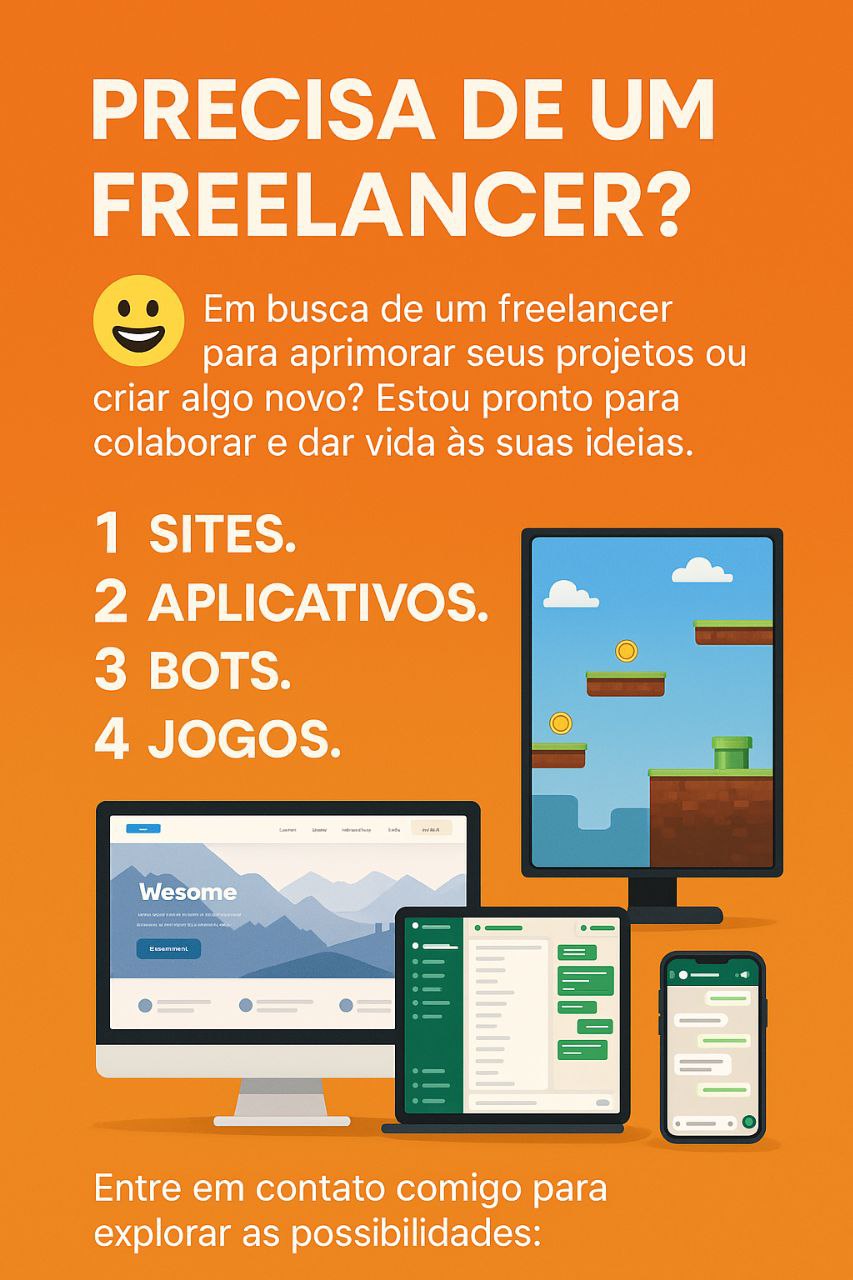 PRECISA DE UM
FREELANCER?
Em busca de um freelancer
para aprimorar seus projetos ou
criar algo novo? Estou pronto para
colaborar e dar vida às suas ideias.
1 SITES.
2 APLICATIVOS.
3 BOTS.
4 JOGOS.
Wesome
Entre em contato comigo para
explorar as possibilidades: